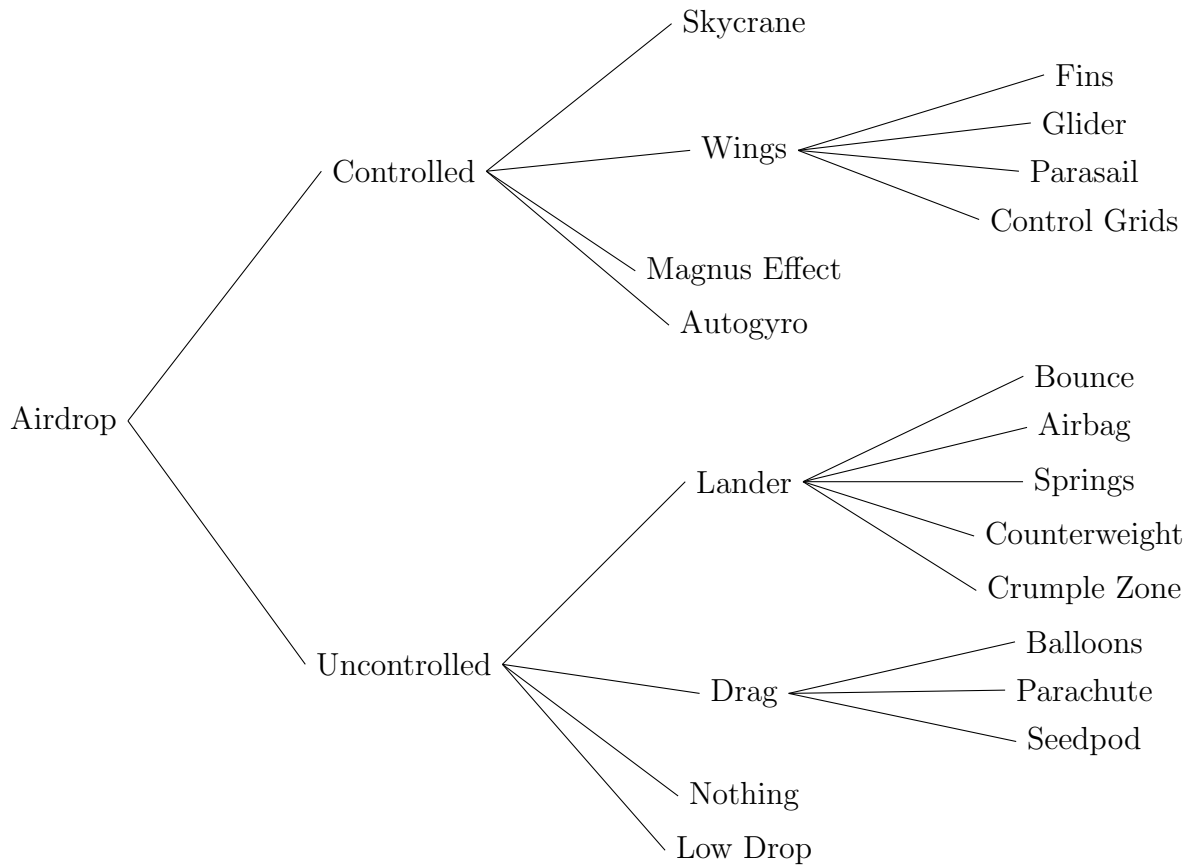 Skycrane
Fins
Glider
Wings
Parasail
Controlled
Control Grids
Magnus Effect
Autogyro
Bounce
Airdrop
Airbag
Lander
Springs
Counterweight
Crumple Zone
Balloons
Uncontrolled
Drag
Parachute
Seedpod
Nothing
Low Drop